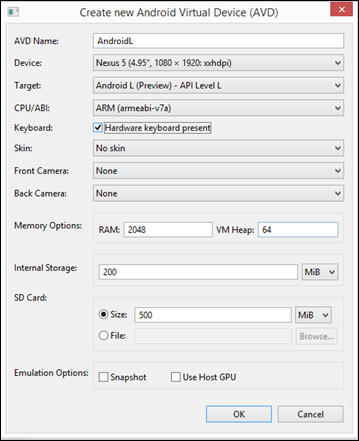 Create new Android Virtual Device (AVD)
AVD Name: AndroidL
Device: Nexus 5 (4.95", 1080 × 1920: xxhdpi)
Target: Android L (Preview) - API Level L
CPU/ABI: ARM (armeabi-v7a)
Keyboard: Hardware keyboard present
Skin: No skin
Front Camera: None
Back Camera: None
Memory Options: RAM: 2048 VM Heap: 64
Internal Storage: 200 MiB
SD Card:
Size: 500 MiB
File: Browse...
Emulation Options: Snapshot Use Host GPU
OK Cancel